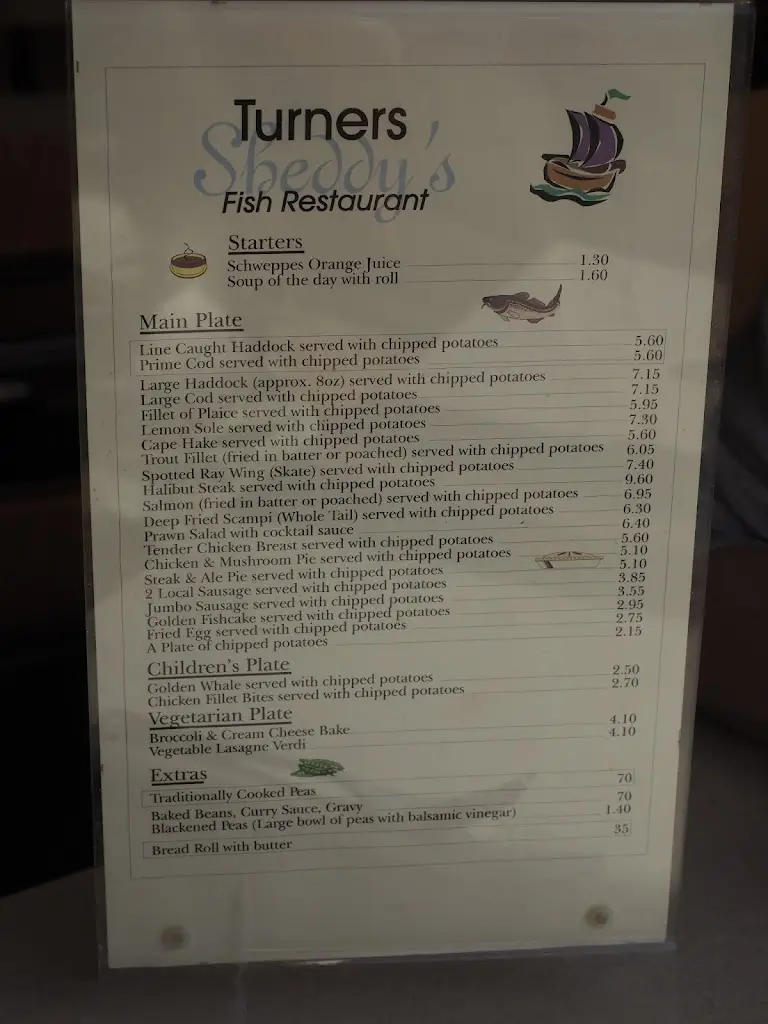 Turners
Sheddy's
Fish Restaurant
Starters
Schweppes Orange Juice 1.30
Soup of the day with roll 1.60
Main Plate
Line Caught Haddock served with chipped potatoes 5.60
Prime Cod served with chipped potatoes 5.60
Large Haddock (approx. 8oz) served with chipped potatoes 7.15
Large Cod served with chipped potatoes 7.15
Fillet of Plaice served with chipped potatoes 5.95
Lemon Sole served with chipped potatoes 7.30
Cape Hake served with chipped potatoes 5.60
Trout Fillet (fried in batter or poached) served with chipped potatoes 6.05
Spotted Ray Wing (Skate) served with chipped potatoes 7.40
Halibut Steak served with chipped potatoes 9.60
Salmon (fried in batter or poached) served with chipped potatoes 6.95
Deep Fried Scampi (Whole Tail) served with chipped potatoes 6.30
Prawn Salad with cocktail sauce 6.40
Tender Chicken Breast served with chipped potatoes 5.60
Chicken & Mushroom Pie served with chipped potatoes 5.10
Steak & Ale Pie served with chipped potatoes 5.10
2 Local Sausage served with chipped potatoes 3.85
Jumbo Sausage served with chipped potatoes 3.55
Golden Fishcake served with chipped potatoes 2.95
Fried Egg served with chipped potatoes 2.75
A Plate of chipped potatoes 2.15
Children's Plate
Golden Whale served with chipped potatoes 2.50
Chicken Fillet Bites served with chipped potatoes 2.70
Vegetarian Plate
Broccoli & Cream Cheese Bake 4.10
Vegetable Lasagne Verdi 4.10
Extras
Traditionally Cooked Peas 70
Baked Beans, Curry Sauce, Gravy 70
Blackened Peas (Large bowl of peas with balsamic vinegar) 1.40
Bread Roll with butter 35